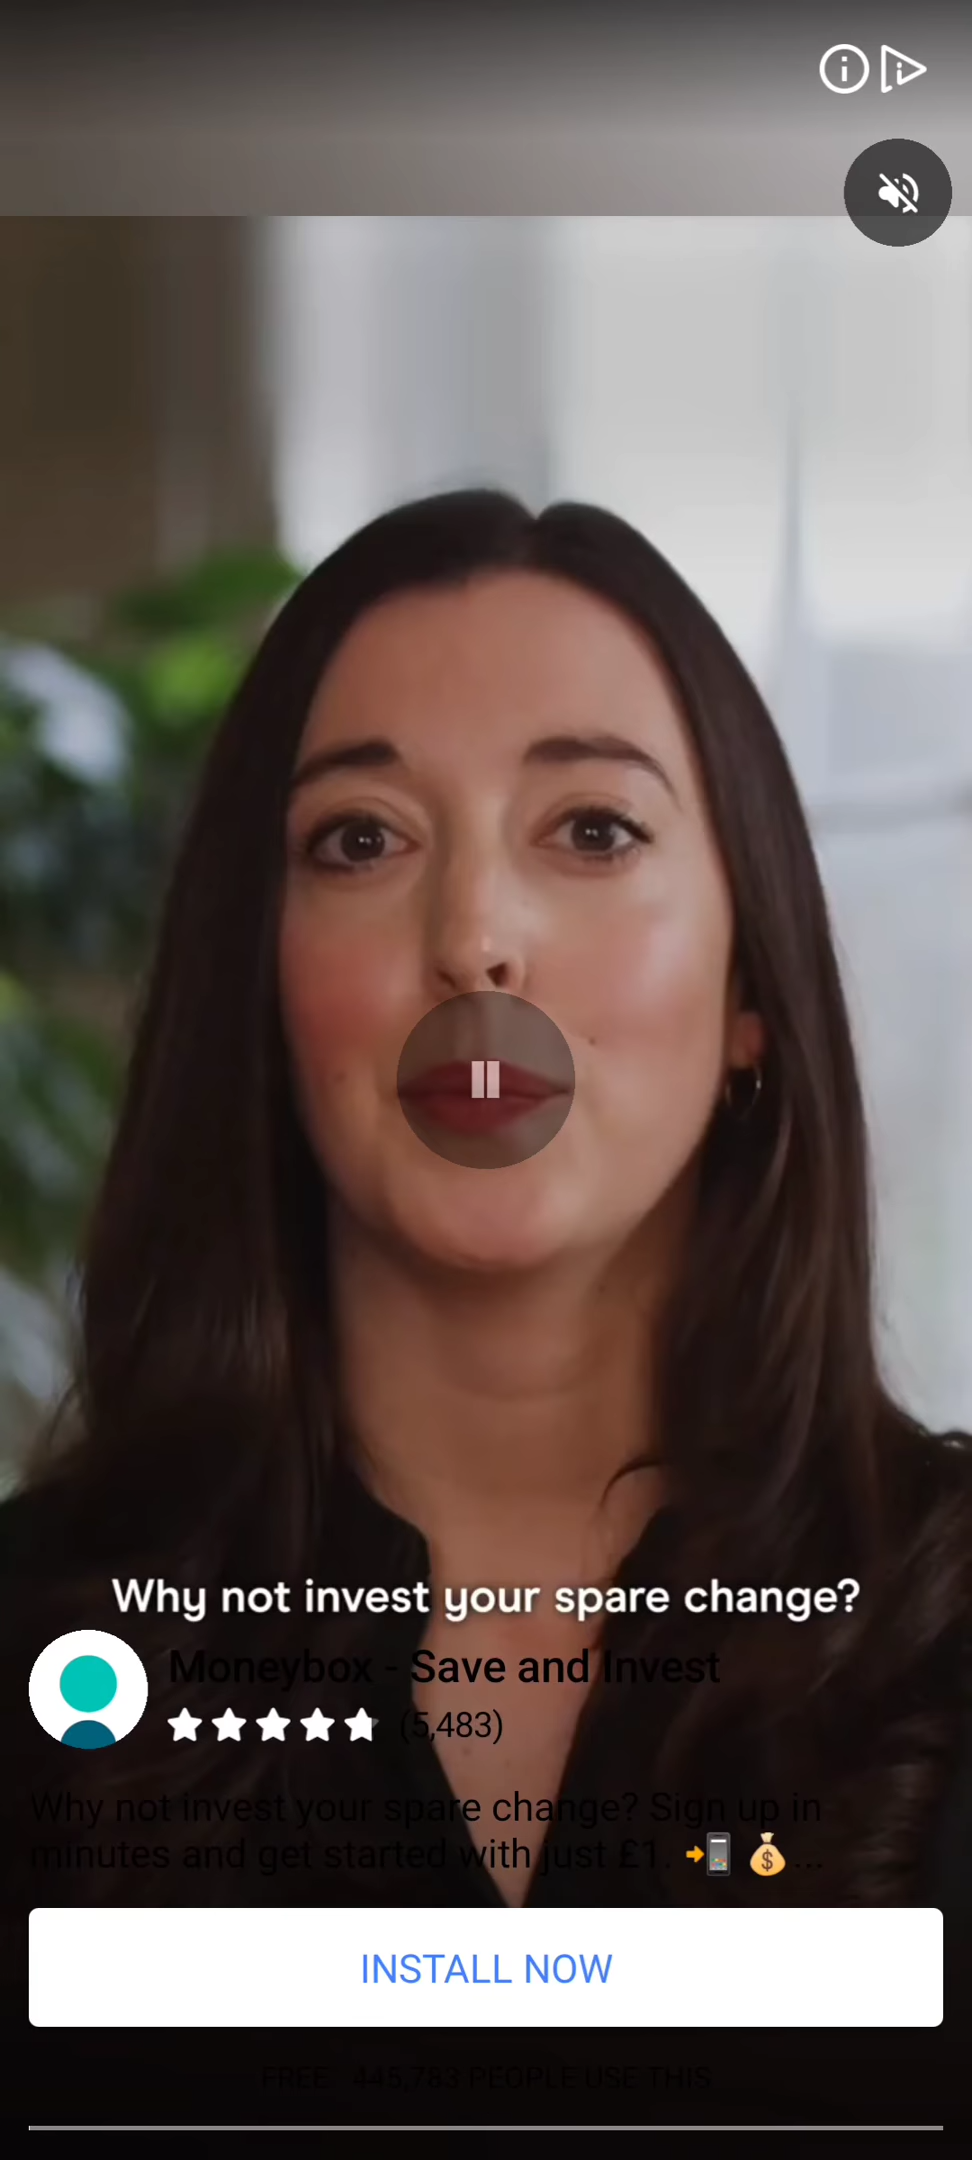 Why not invest your spare change?
Moneybox - Save and Invest
(5,483)
Why not invest your spare change? Sign up in
minutes and get started with just £1. 📲 💰...
INSTALL NOW
FREE 445,783 PEOPLE USE THIS